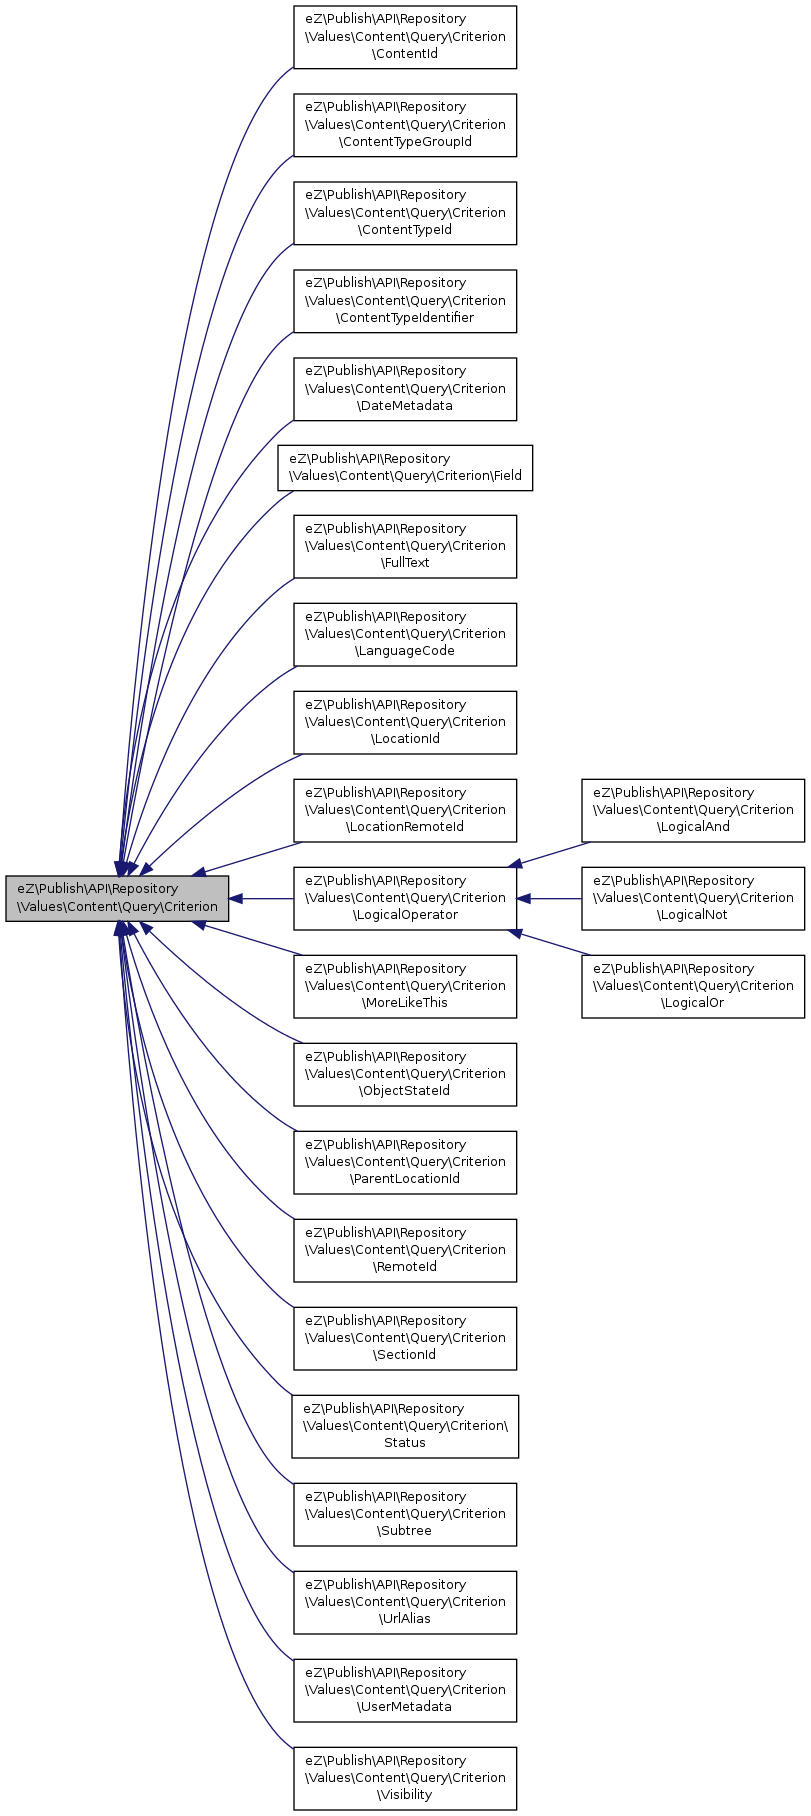 eZ\Publish\API\Repository
\Values\Content\Query\Criterion
\ContentId
eZ\Publish\API\Repository
\Values\Content\Query\Criterion
\ContentTypeGroupId
eZ\Publish\API\Repository
\Values\Content\Query\Criterion
\ContentTypeId
eZ\Publish\API\Repository
\Values\Content\Query\Criterion
\ContentTypeIdentifier
eZ\Publish\API\Repository
\Values\Content\Query\Criterion
\DateMetadata
eZ\Publish\API\Repository
\Values\Content\Query\Criterion\Field
eZ\Publish\API\Repository
\Values\Content\Query\Criterion
\FullText
eZ\Publish\API\Repository
\Values\Content\Query\Criterion
\LanguageCode
eZ\Publish\API\Repository
\Values\Content\Query\Criterion
\LocationId
eZ\Publish\API\Repository
\Values\Content\Query\Criterion
\LocationRemoteId
eZ\Publish\API\Repository
\Values\Content\Query\Criterion
\LogicalAnd
eZ\Publish\API\Repository
\Values\Content\Query\Criterion
eZ\Publish\API\Repository
\Values\Content\Query\Criterion
\LogicalOperator
eZ\Publish\API\Repository
\Values\Content\Query\Criterion
\LogicalNot
eZ\Publish\API\Repository
\Values\Content\Query\Criterion
\MoreLikeThis
eZ\Publish\API\Repository
\Values\Content\Query\Criterion
\LogicalOr
eZ\Publish\API\Repository
\Values\Content\Query\Criterion
\ObjectStateId
eZ\Publish\API\Repository
\Values\Content\Query\Criterion
\ParentLocationId
eZ\Publish\API\Repository
\Values\Content\Query\Criterion
\RemoteId
eZ\Publish\API\Repository
\Values\Content\Query\Criterion
\SectionId
eZ\Publish\API\Repository
\Values\Content\Query\Criterion\
Status
eZ\Publish\API\Repository
\Values\Content\Query\Criterion
\Subtree
eZ\Publish\API\Repository
\Values\Content\Query\Criterion
\UrlAlias
eZ\Publish\API\Repository
\Values\Content\Query\Criterion
\UserMetadata
eZ\Publish\API\Repository
\Values\Content\Query\Criterion
\Visibility